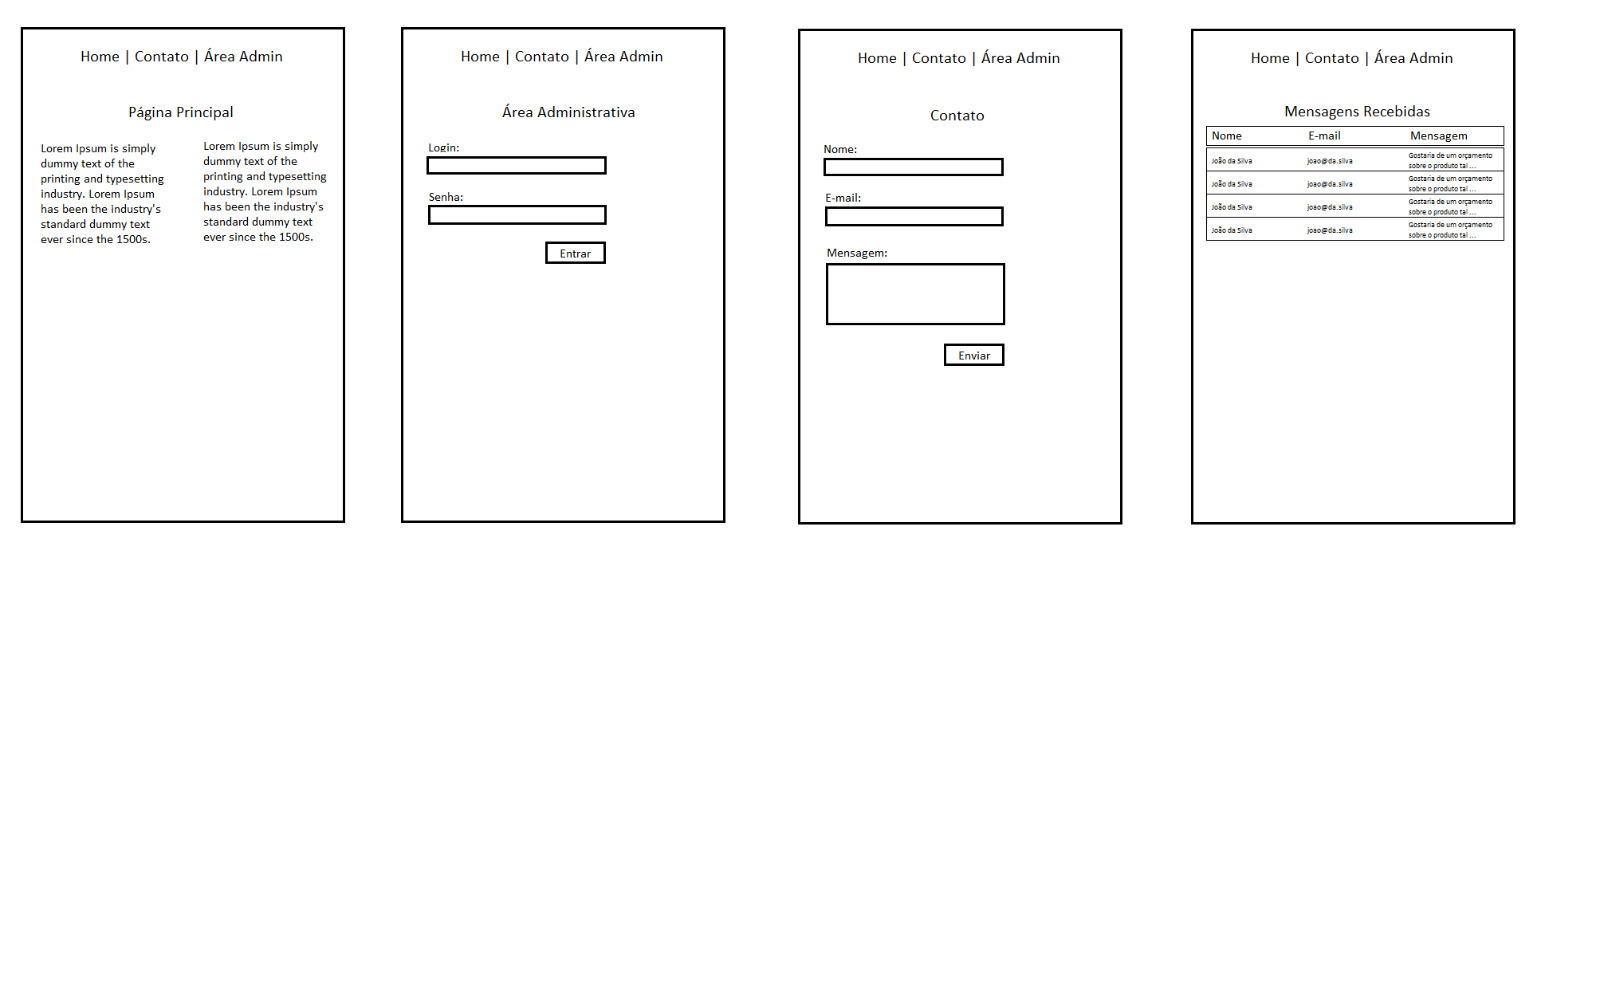 Home | Contato | Área Admin
Página Principal
Lorem Ipsum is simply
dummy text of the
printing and typesetting
industry. Lorem Ipsum
has been the industry's
standard dummy text
ever since the 1500s.
Lorem Ipsum is simply
dummy text of the
printing and typesetting
industry. Lorem Ipsum
has been the industry's
standard dummy text
ever since the 1500s.
Home | Contato | Área Admin
Área Administrativa
Login:
Senha:
Entrar
Home | Contato | Área Admin
Contato
Nome:
E-mail:
Mensagem:
Enviar
Home | Contato | Área Admin
Mensagens Recebidas
Nome E-mail Mensagem
João da Silva joao@da.silva Gostaria de um orçamento
sobre o produto tal ...
João da Silva joao@da.silva Gostaria de um orçamento
sobre o produto tal ...
João da Silva joao@da.silva Gostaria de um orçamento
sobre o produto tal ...
João da Silva joao@da.silva Gostaria de um orçamento
sobre o produto tal ...